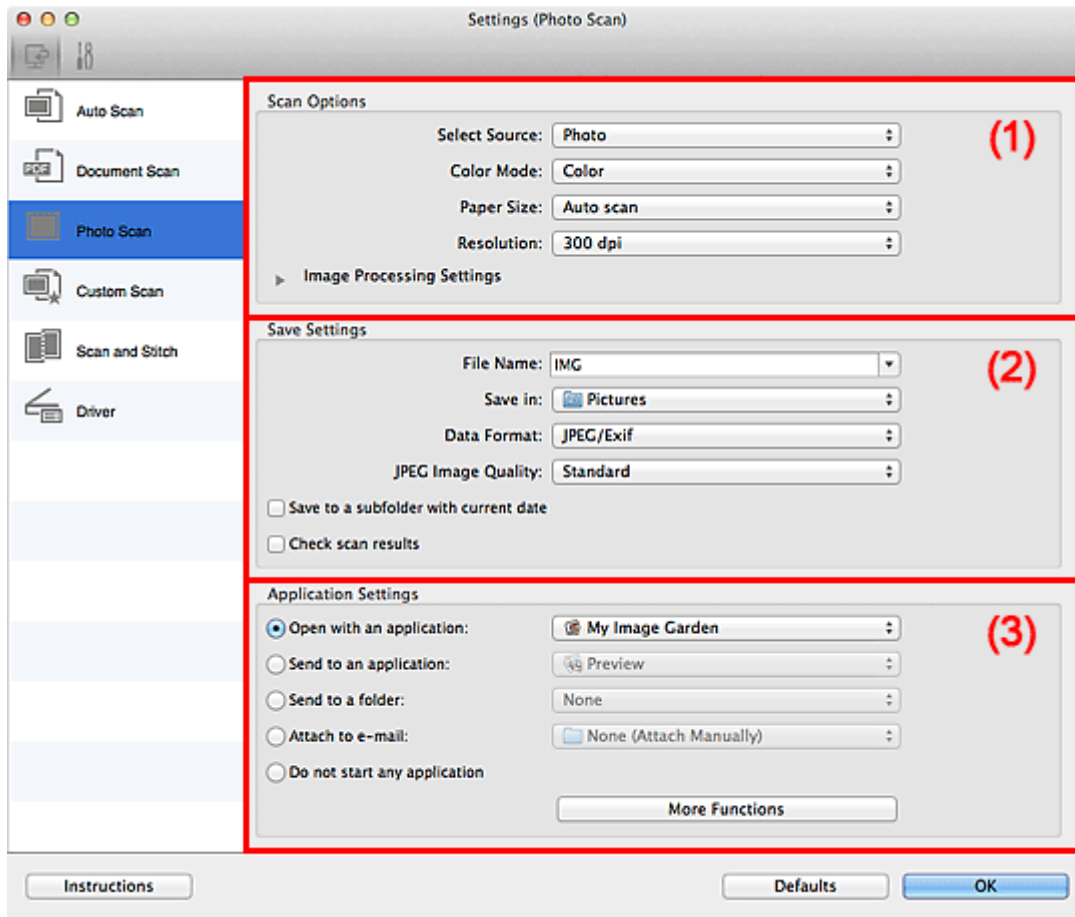 Settings (Photo Scan)
Auto Scan
Document Scan
Photo Scan
Custom Scan
Scan and Stitch
Driver
Scan Options
(1)
Select Source: Photo
Color Mode: Color
Paper Size: Auto scan
Resolution: 300 dpi
Image Processing Settings
Save Settings
(2)
File Name: IMG
Save in: Pictures
Data Format: JPEG/Exif
JPEG Image Quality: Standard
Save to a subfolder with current date
Check scan results
Application Settings
(3)
Open with an application: My Image Garden
Send to an application: Preview
Send to a folder: None
Attach to e-mail: None (Attach Manually)
Do not start any application
More Functions
Instructions
Defaults
OK